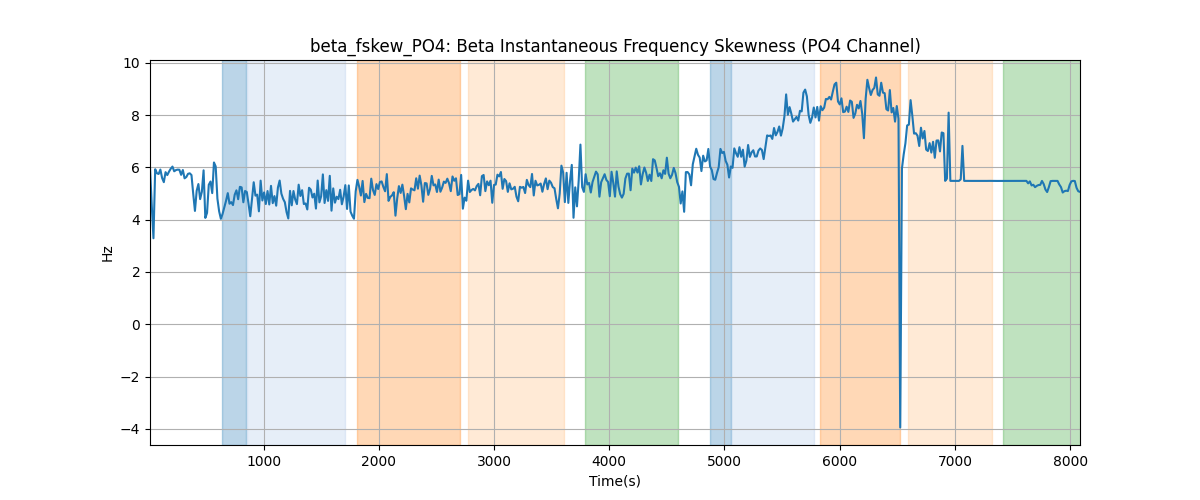 beta_fskew_PO4: Beta Instantaneous Frequency Skewness (PO4 Channel)
10
8
6
4
2
0
−2
−4
Hz
1000 2000 3000 4000 5000 6000 7000 8000
Time(s)